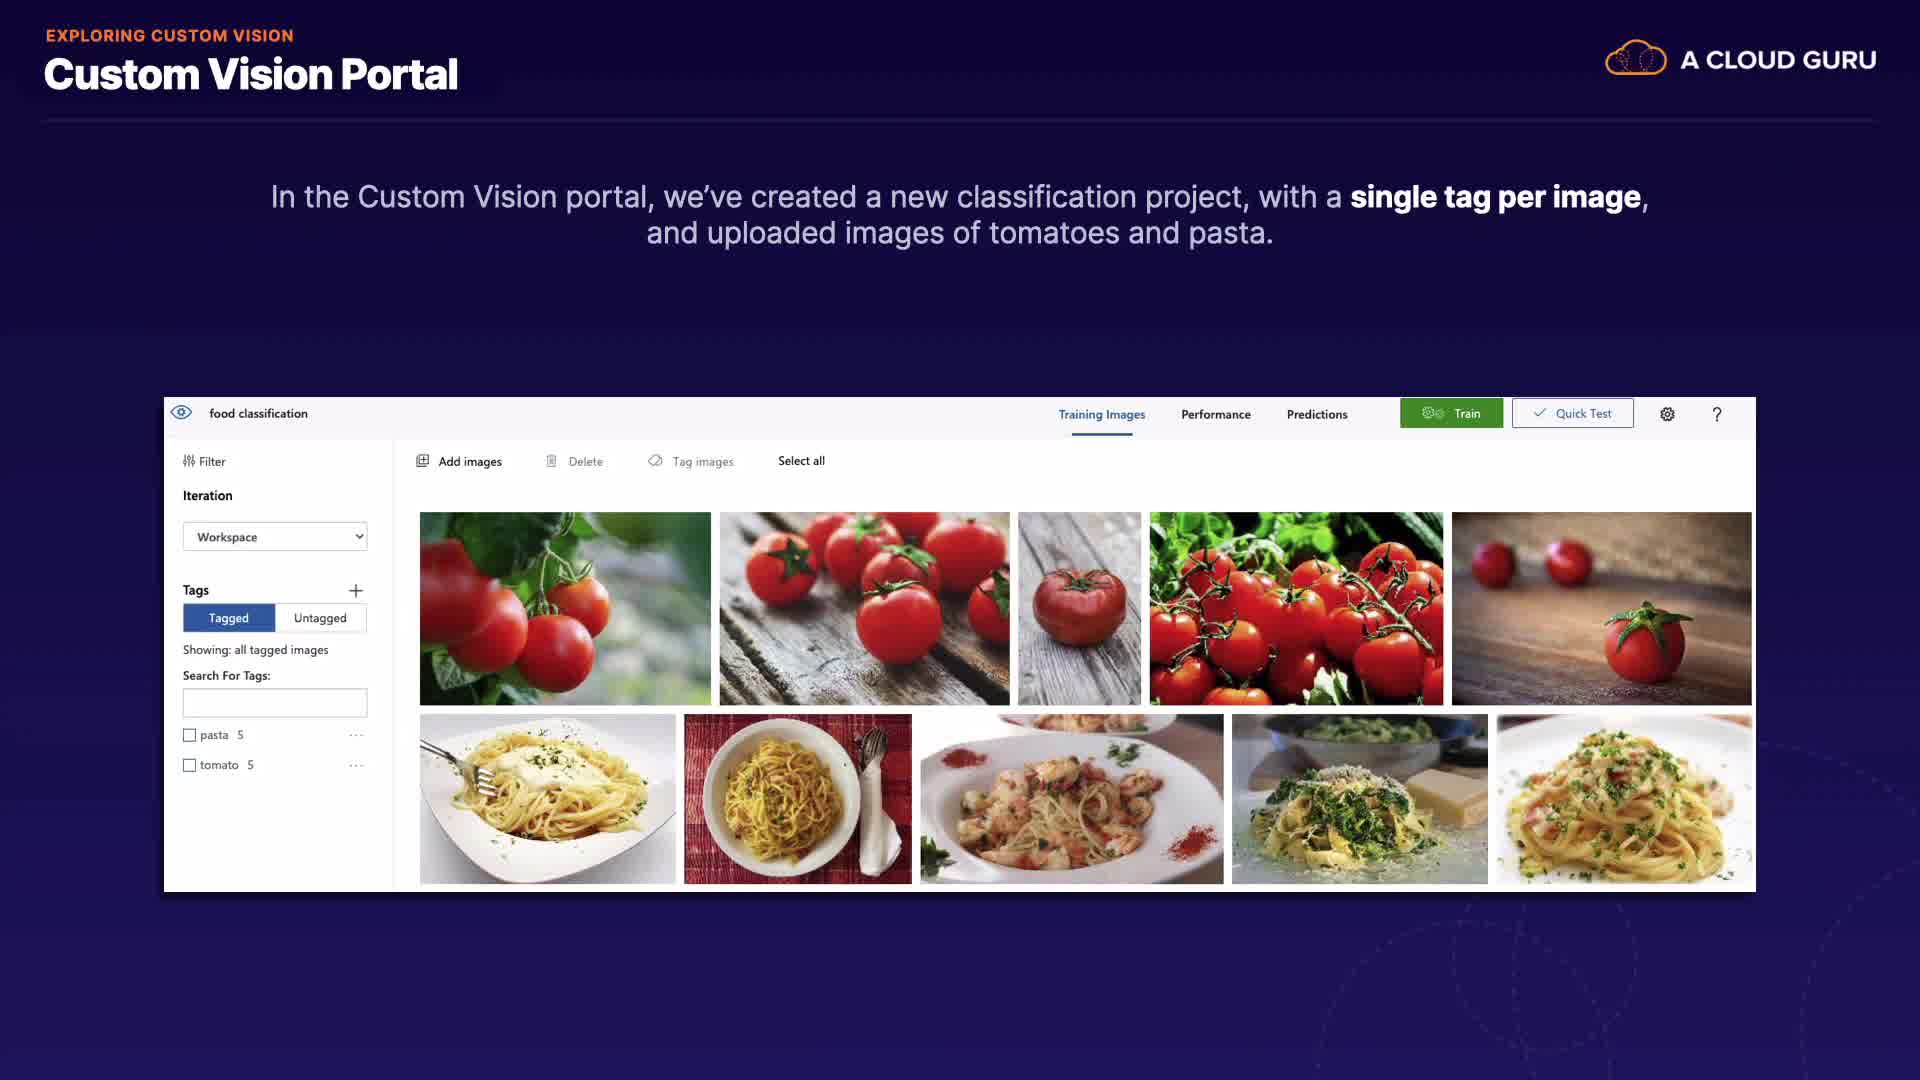 EXPLORING CUSTOM VISION
Custom Vision Portal
A CLOUD GURU
In the Custom Vision portal, we’ve created a new classification project, with a single tag per image,
and uploaded images of tomatoes and pasta.
food classification
Training Images
Performance
Predictions
Train
Quick Test
?
Filter
Add images
Delete
Tag images
Select all
Iteration
Workspace
Tags
Tagged
Untagged
Showing: all tagged images
Search For Tags:
pasta 5 ...
tomato 5 ...